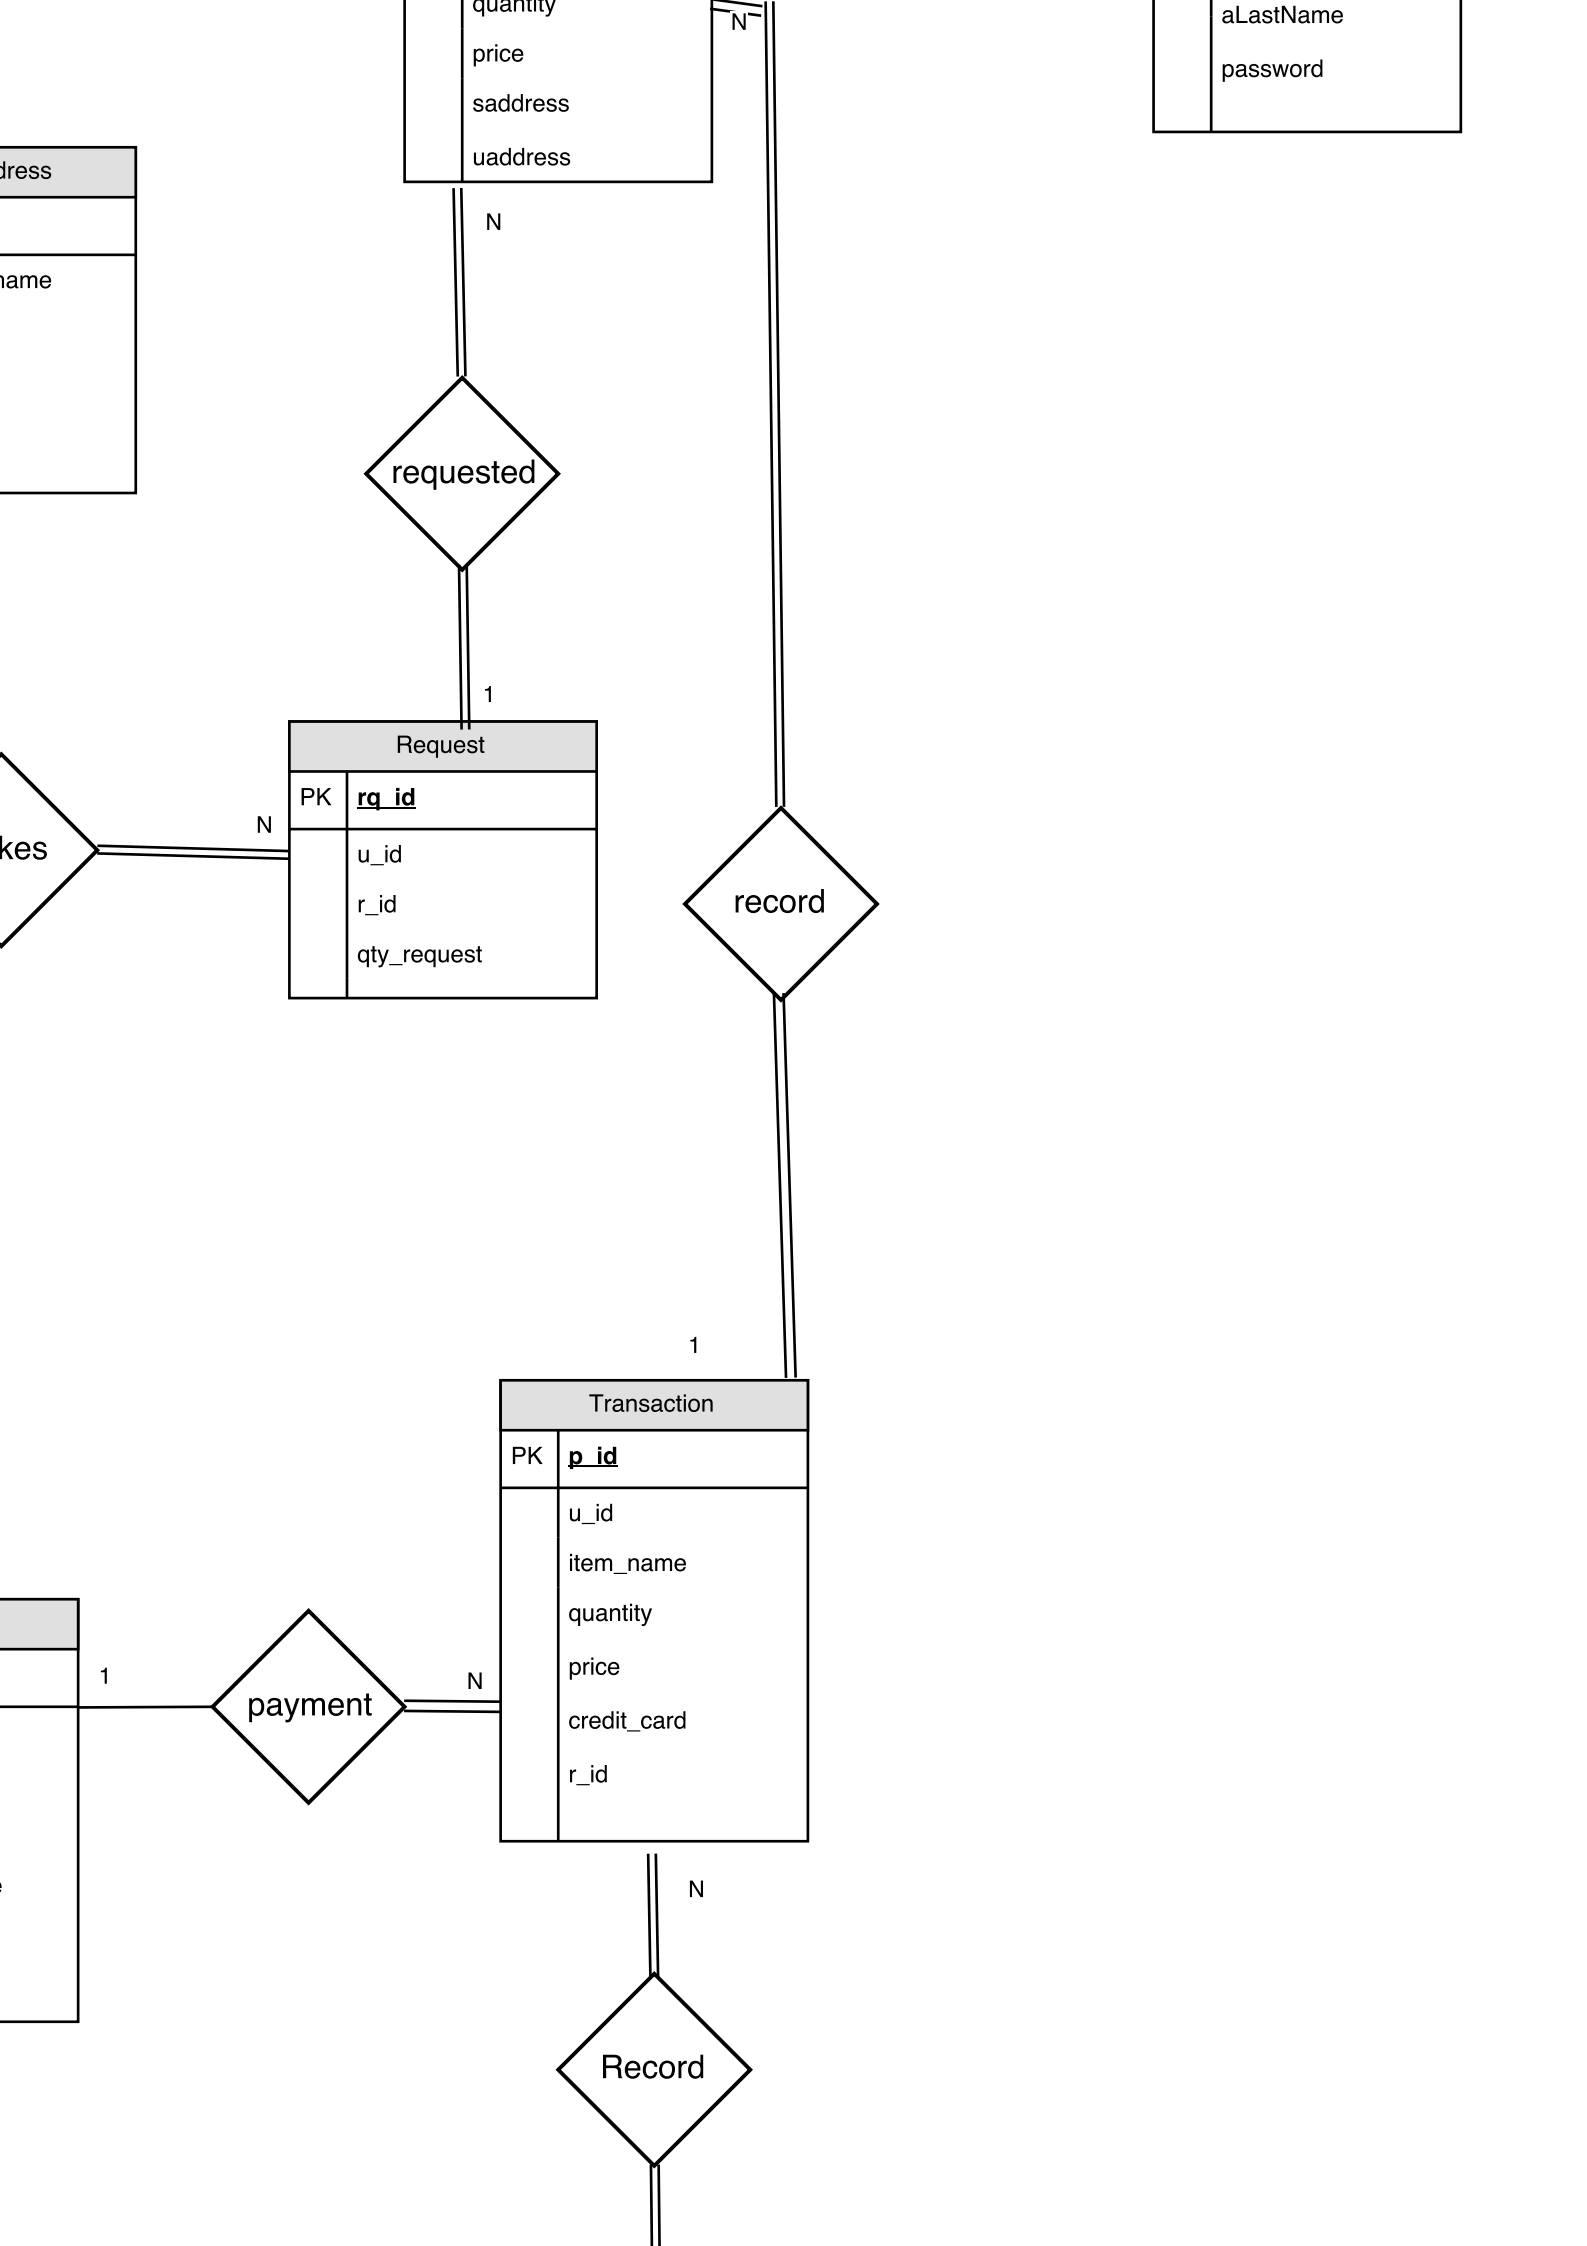 quantity
N
price
saddress
uaddress
aLastName
password
dress
name
N
requested
1
Request
PK
rq_id
u_id
r_id
qty_request
kes
N
record
1
Transaction
PK
p_id
u_id
item_name
quantity
price
credit_card
r_id
1
payment
N
e
N
Record